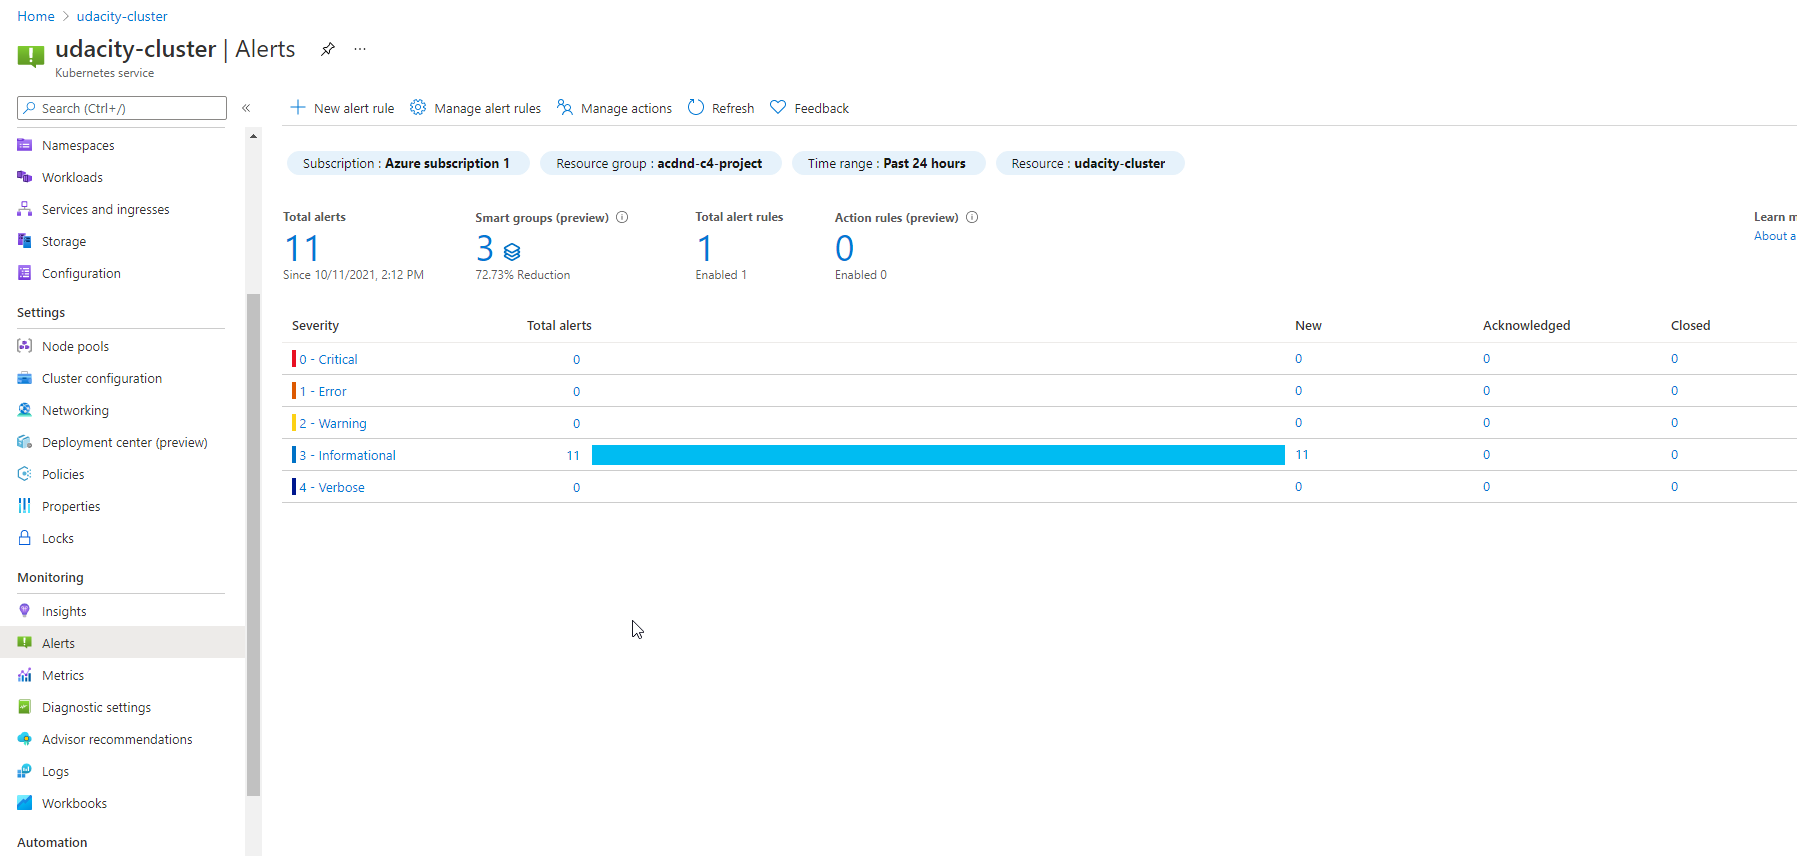 Home > udacity-cluster
udacity-cluster | Alerts ...
Kubernetes service
Search (Ctrl+/) «
New alert rule Manage alert rules Manage actions Refresh Feedback
Namespaces
Workloads
Services and ingresses
Storage
Configuration
Settings
Node pools
Cluster configuration
Networking
Deployment center (preview)
Policies
Properties
Locks
Monitoring
Insights
Alerts
Metrics
Diagnostic settings
Advisor recommendations
Logs
Workbooks
Automation
Subscription : Azure subscription 1 Resource group : acdnd-c4-project Time range : Past 24 hours Resource : udacity-cluster
Total alerts Smart groups (preview) Total alert rules Action rules (preview) Learn m
11 3 1 0 About a
Since 10/11/2021, 2:12 PM 72.73% Reduction Enabled 1 Enabled 0
Severity Total alerts New Acknowledged Closed
0 - Critical 0 0 0 0
1 - Error 0 0 0 0
2 - Warning 0 0 0 0
3 - Informational 11 11 0 0
4 - Verbose 0 0 0 0